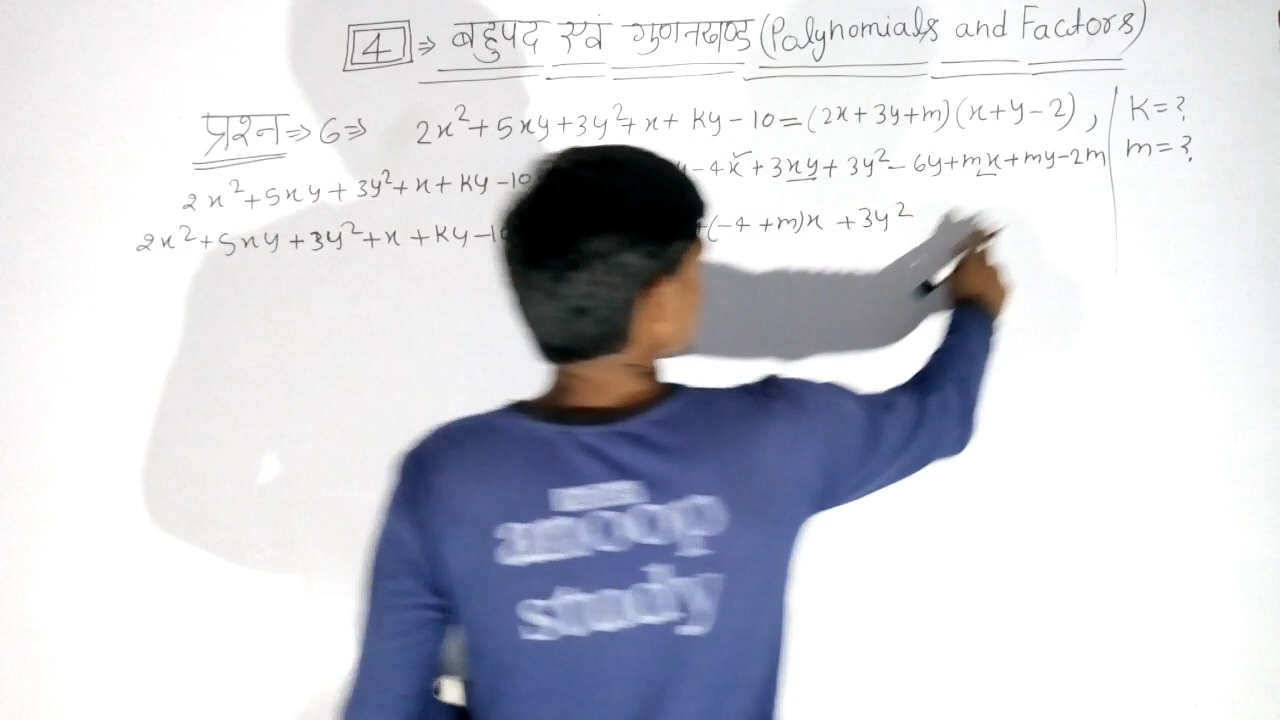 4 ⇒ बहुपद एवं गुणनखण्ड (Polynomials and Factors)
प्रश्न ⇒ 6 ⇒ 2x²+5xy+3y²+x+ky-10=(2x+3y+m)(x+y-2), k=?
m=?
2x²+5xy+3y²+x+ky-10 -4x+3xy+3y²-6y+mx+my-2m
2x²+5xy+3y²+x+ky-10 (-4+m)x+3y²
anoop
study